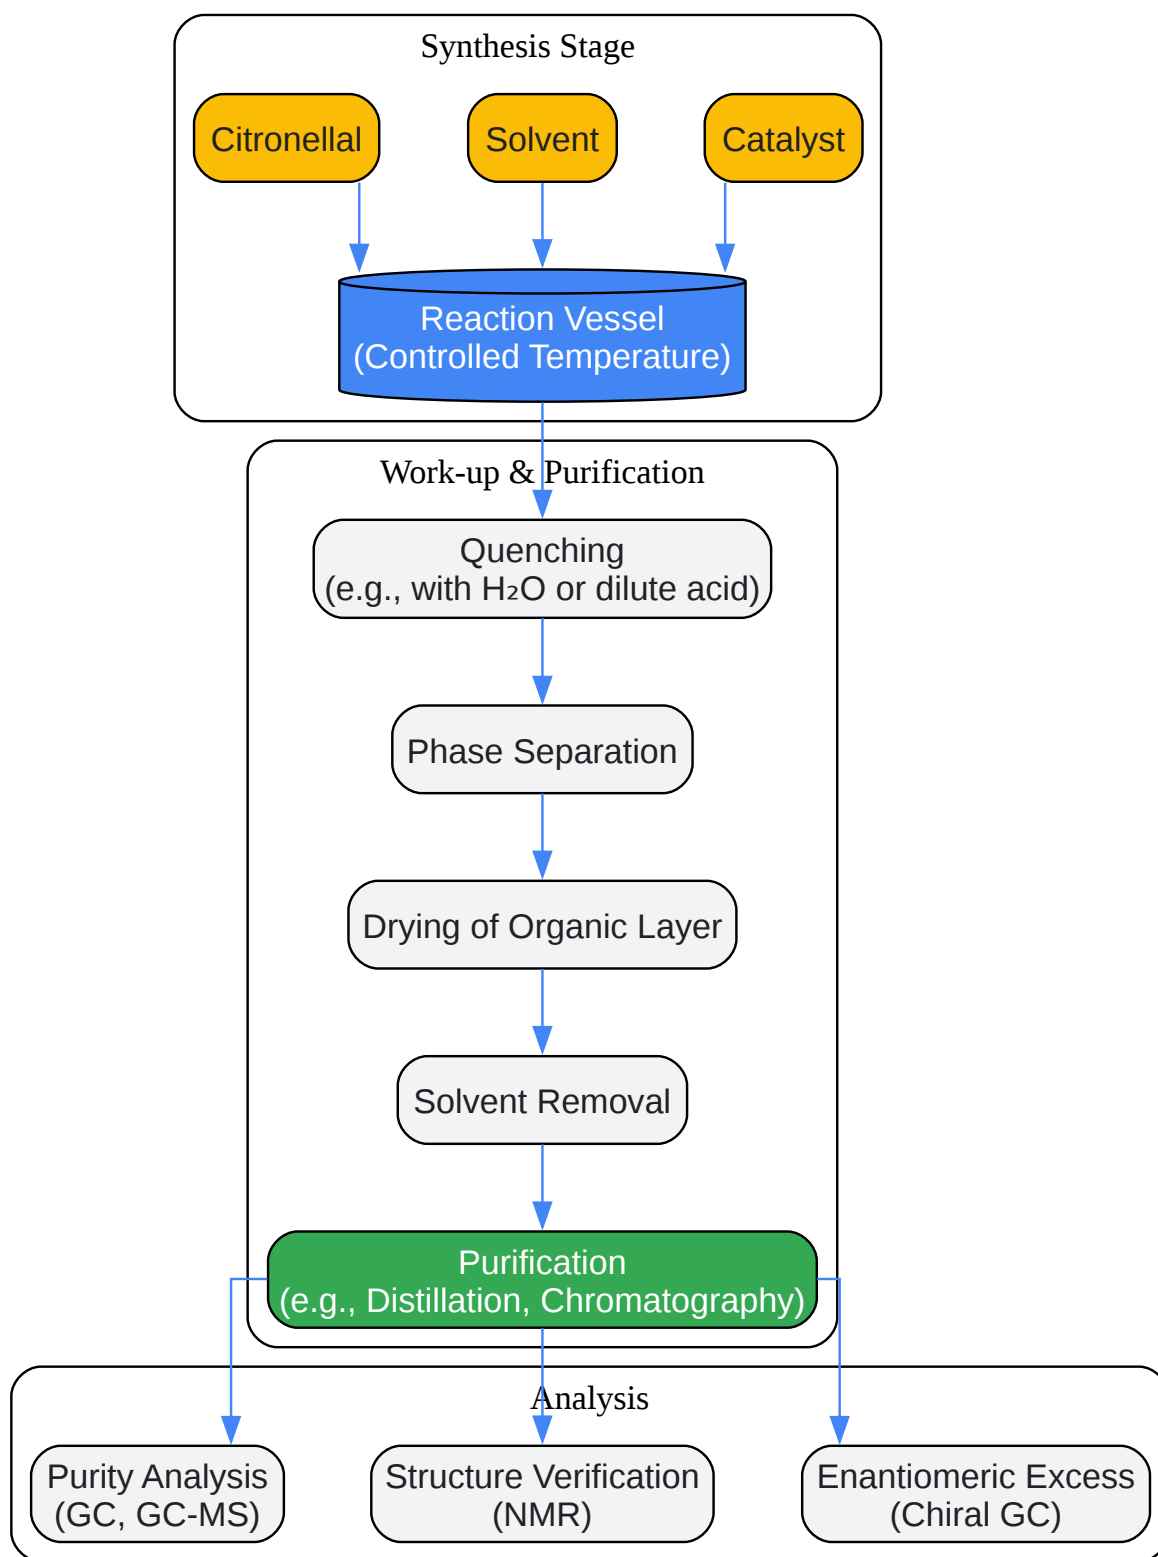 Synthesis Stage
Citronellal
Solvent
Catalyst
Reaction Vessel
(Controlled Temperature)
Work-up & Purification
Quenching
(e.g., with H₂O or dilute acid)
Phase Separation
Drying of Organic Layer
Solvent Removal
Purification
(e.g., Distillation, Chromatography)
Analysis
Purity Analysis
(GC, GC-MS)
Structure Verification
(NMR)
Enantiomeric Excess
(Chiral GC)